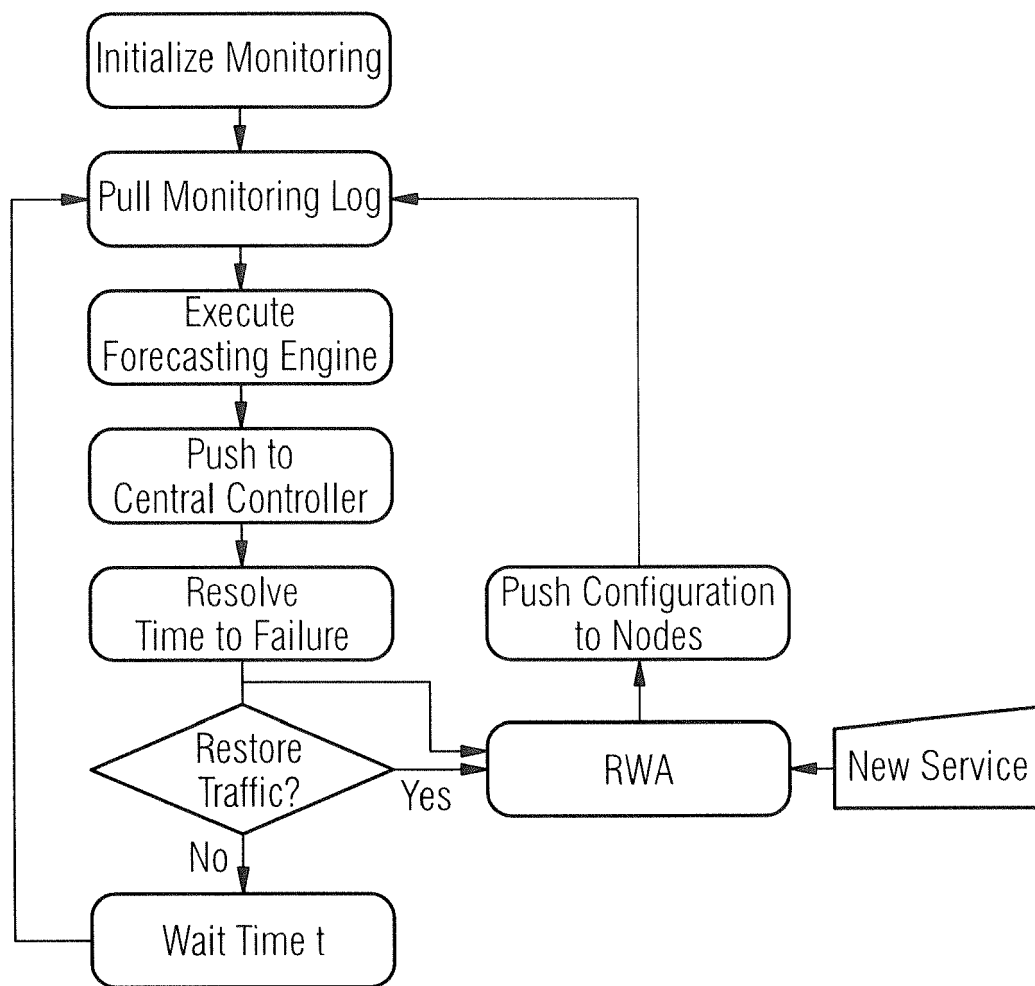 Initialize Monitoring
Pull Monitoring Log
Execute
Forecasting Engine
Push to
Central Controller
Resolve
Time to Failure
Push Configuration
to Nodes
Restore
Traffic?
Yes
RWA
New Service
No
Wait Time t